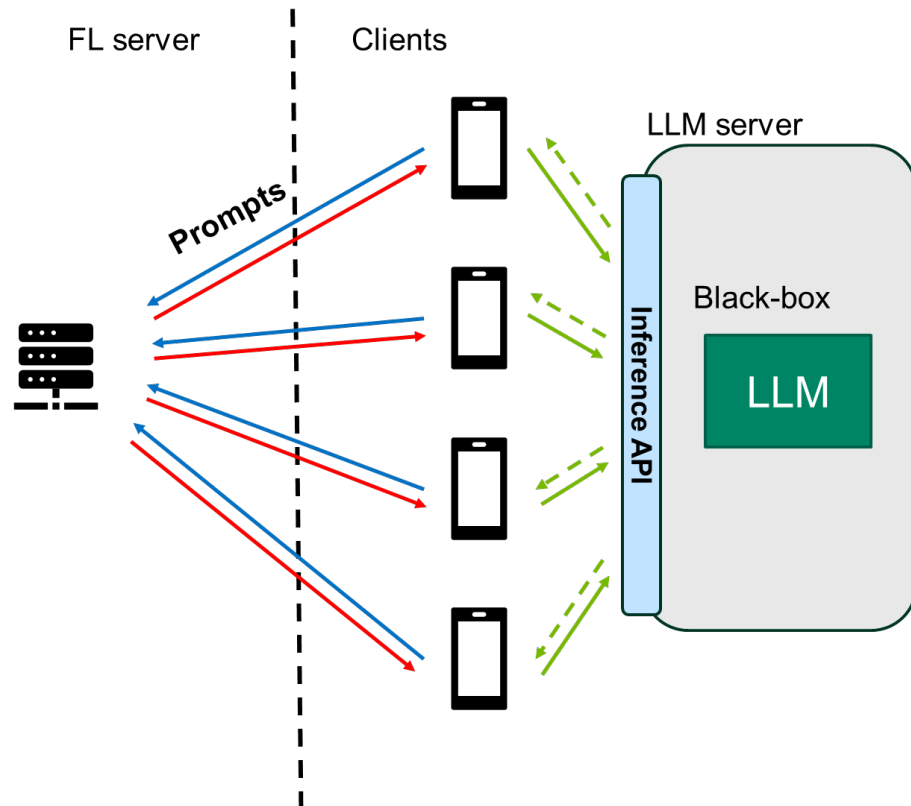 FL server
Clients
LLM server
Prompts
Black-box
Inference API
LLM